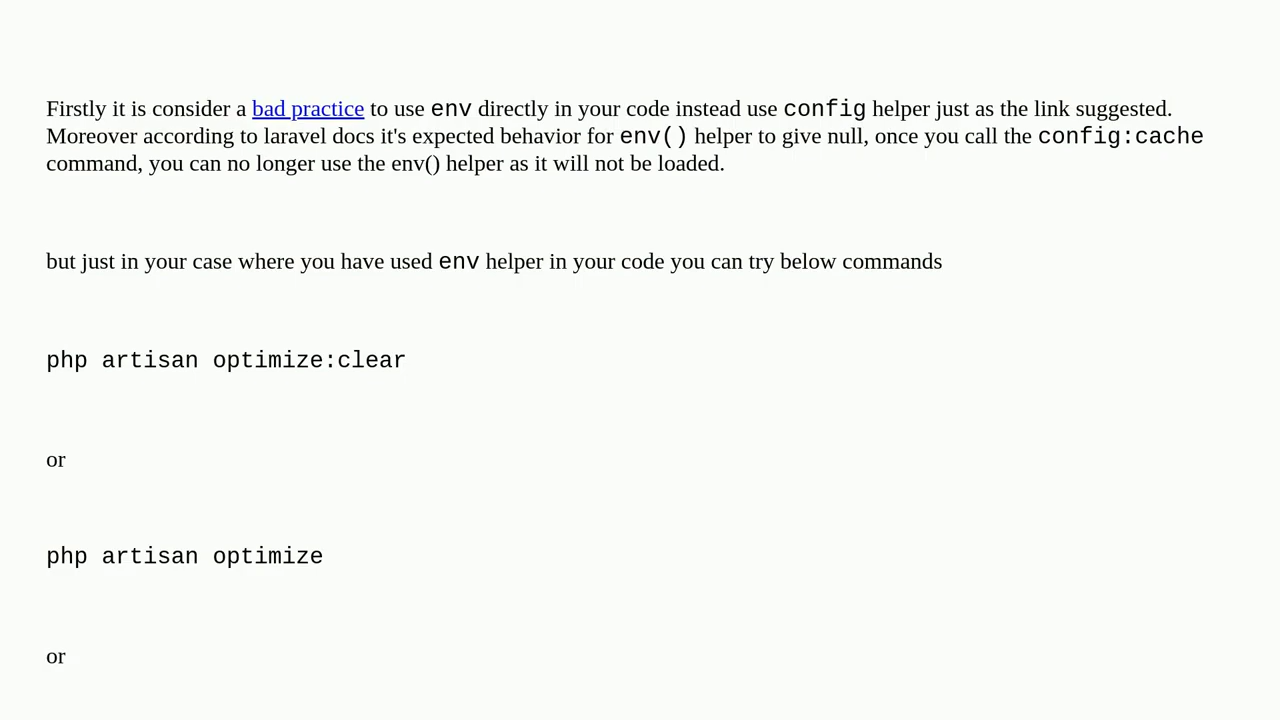 Firstly it is consider a bad practice to use env directly in your code instead use config helper just as the link suggested.
Moreover according to laravel docs it's expected behavior for env() helper to give null, once you call the config:cache
command, you can no longer use the env() helper as it will not be loaded.
but just in your case where you have used env helper in your code you can try below commands
php artisan optimize:clear
or
php artisan optimize
or